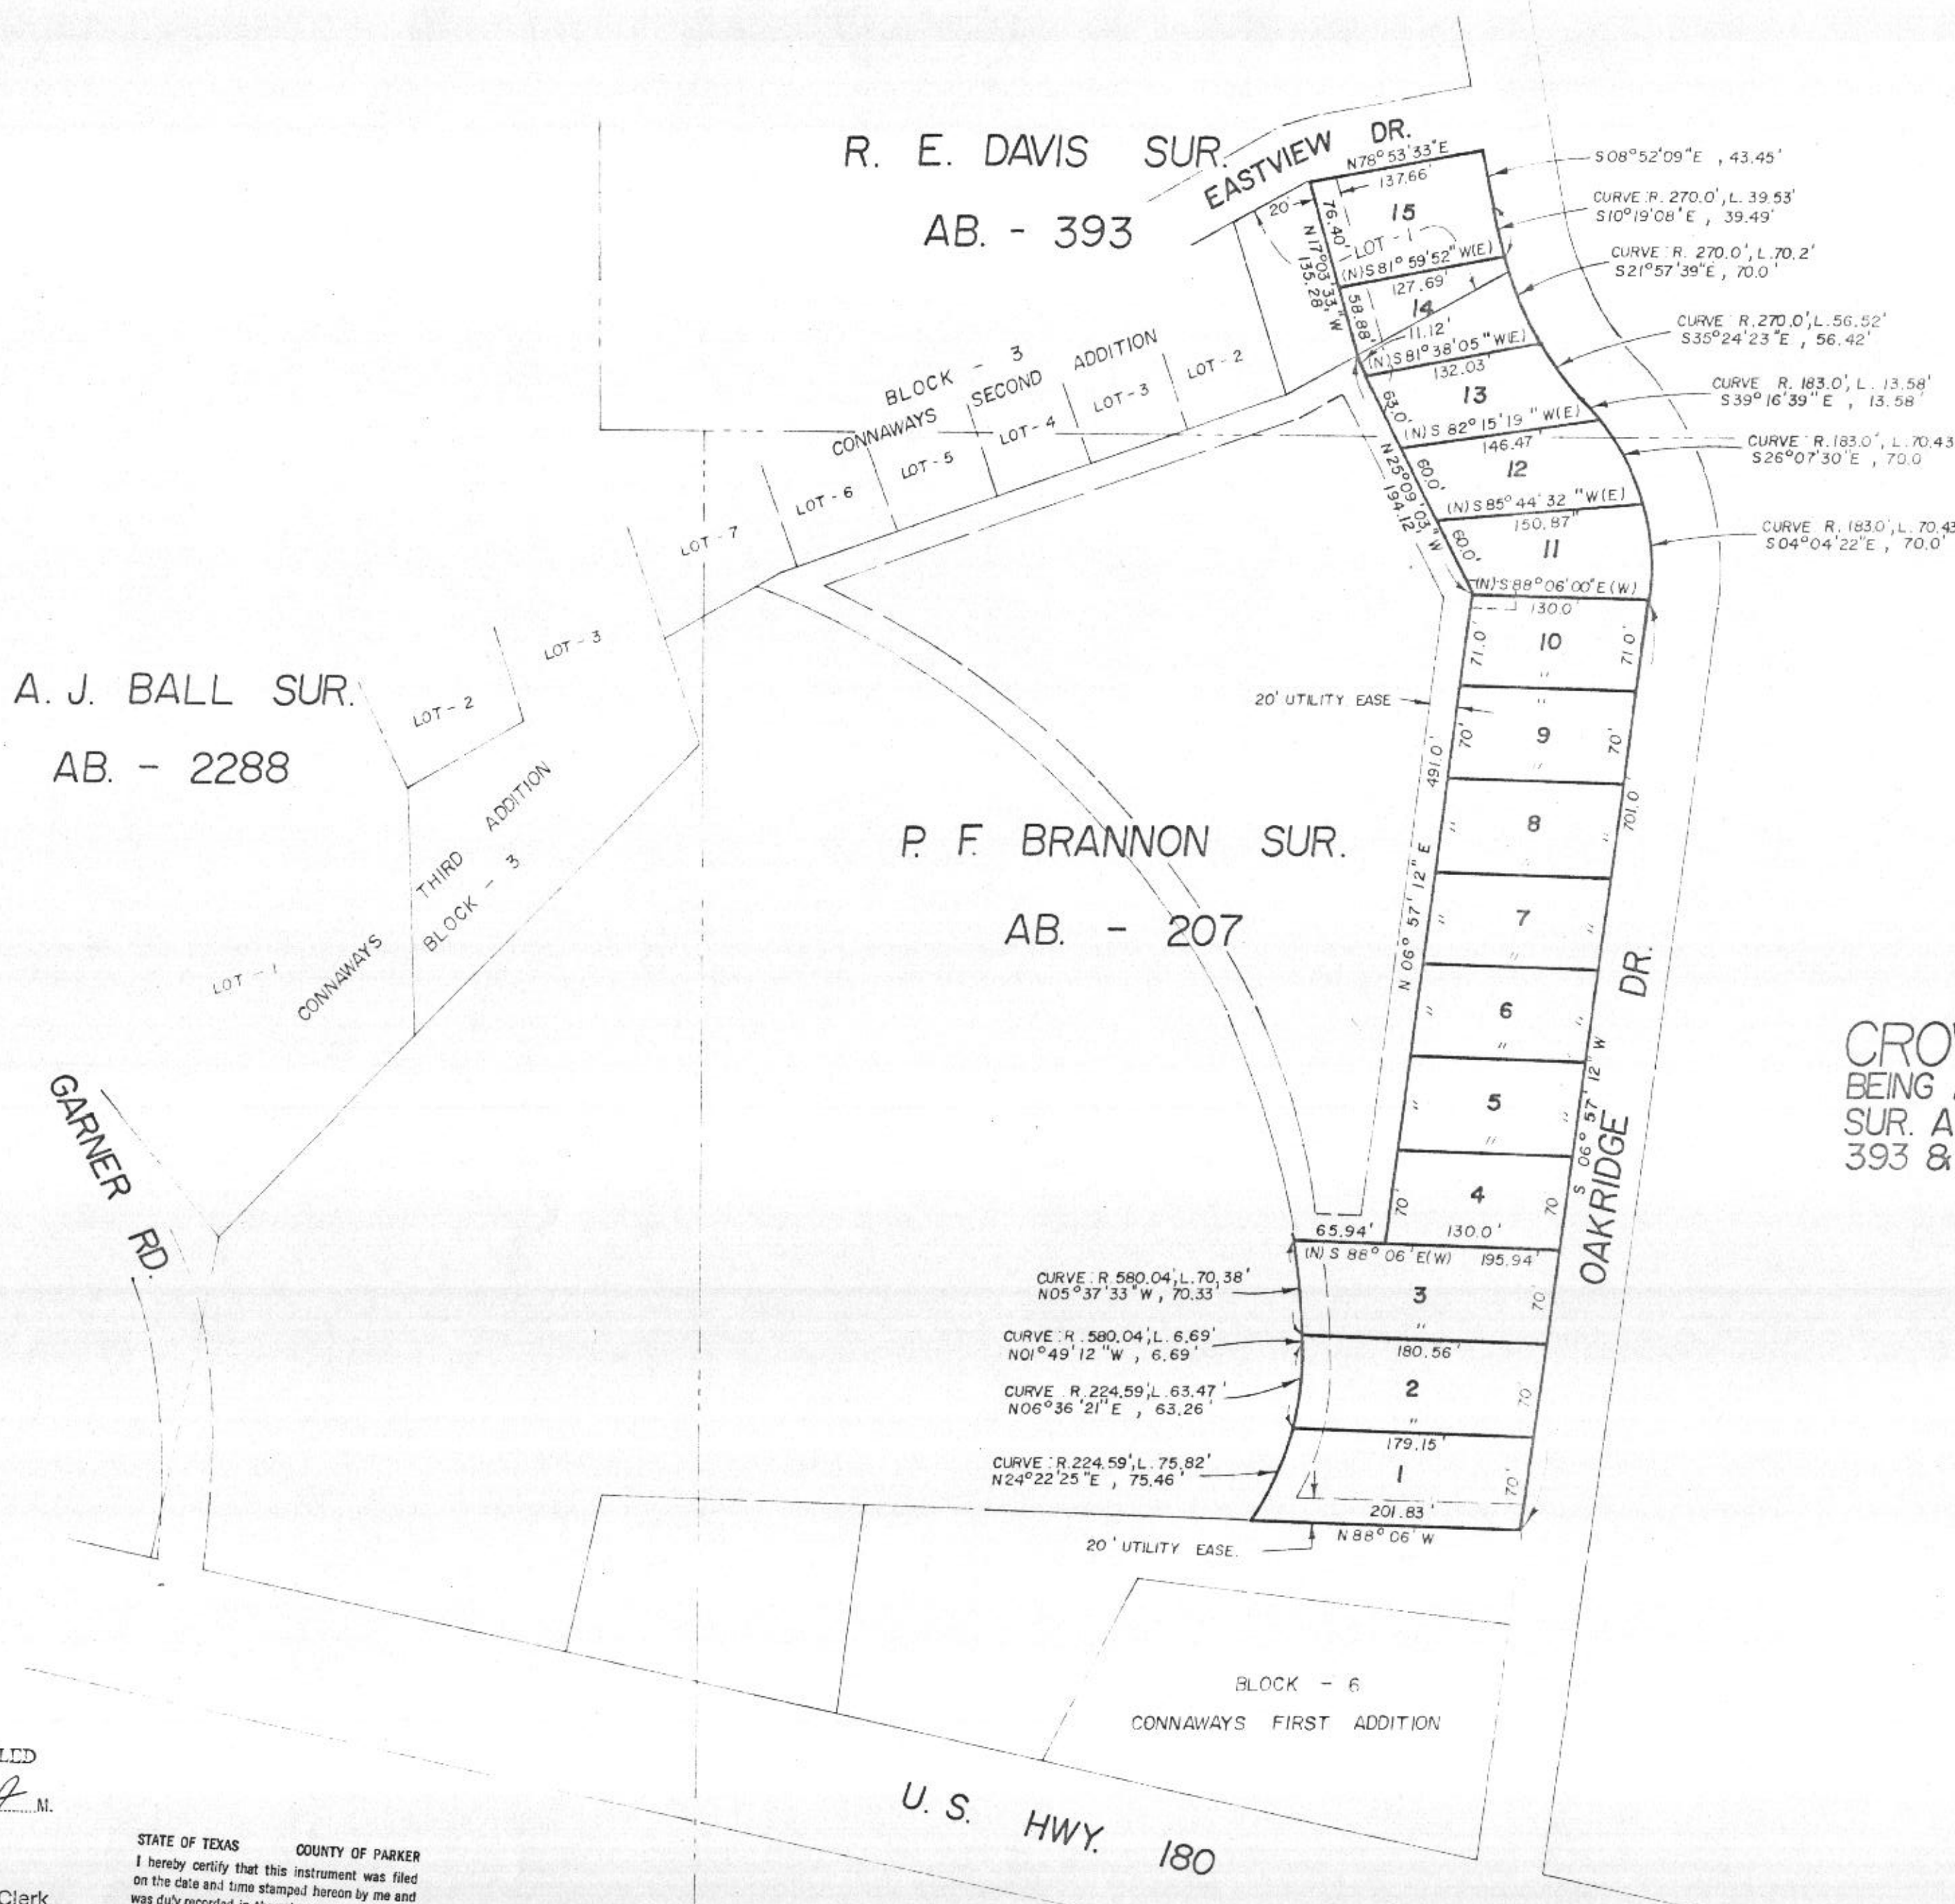 R. E. DAVIS SUR.
AB. - 393
EASTVIEW DR.
N78°53'33"E
137.66'
20'
15
76.40'
LOT - 1
N17°03'33"W
135.28'
(N)S81°59'52"W(E)
127.69'
14
58.88'
11.12'
(N)S81°38'05"W(E)
132.03'
13
63.0'
(N)S 82°15'19"W(E)
146.47'
12
60.0'
N25°09'03"W
194.12'
(N)S85°44'32"W(E)
150.87"
11
60.0'
(N)S88°06'00"E(W)
130.0'
S08°52'09"E , 43.45'
CURVE: R. 270.0', L. 39.53'
S10°19'08"E , 39.49'
CURVE: R. 270.0', L.70.2'
S21°57'39"E, 70.0'
CURVE: R.270.0', L.56.52'
S35°24'23"E , 56.42'
CURVE R. 183.0', L. 13.58'
S39°16'39"E , 13.58'
CURVE: R.183.0', L.70.43
S26°07'30"E , 70.0
CURVE R. 183.0', L. 70.43
S04°04'22"E , 70.0'
BLOCK - 3
CONNAWAYS SECOND ADDITION
LOT - 2
LOT - 3
LOT - 4
LOT - 5
LOT - 6
LOT - 7
LOT - 3
LOT - 2
A. J. BALL SUR.
AB. - 2288
THIRD ADDITION
BLOCK - 3
CONNAWAYS
LOT - 1
GARNER RD.
P. F. BRANNON SUR.
AB. - 207
20' UTILITY EASE
71.0'
10
71.0'
"
"
70'
9
70'
"
491.0'
N 06° 57' 12" E
"
8
"
"
701.0'
"
7
"
"
"
6
"
"
"
5
"
"
S 06° 57' 12" W
OAKRIDGE DR.
70'
4
70'
65.94'
130.0'
(N) S 88°06' E(W) 195.94'
3
70'
"
180.56'
2
70'
"
179.15'
1
70'
201.83'
N 88°06' W
CURVE: R.580.04', L.70.38'
N05°37'33"W , 70.33'
CURVE: R.580.04', L. 6.69'
N01°49'12"W , 6.69'
CURVE R.224.59', L.63.47'
N06°36'21"E , 63.26'
CURVE: R.224.59', L. 75.82'
N24°22'25"E , 75.46'
20' UTILITY EASE.
CRO
BEING
SUR. A
393 &
BLOCK - 6
CONNAWAYS FIRST ADDITION
U. S. HWY. 180
LED
M.
STATE OF TEXAS COUNTY OF PARKER
I hereby certify that this instrument was filed
on the date and time stamped hereon by me and
was duly recorded in
Clerk